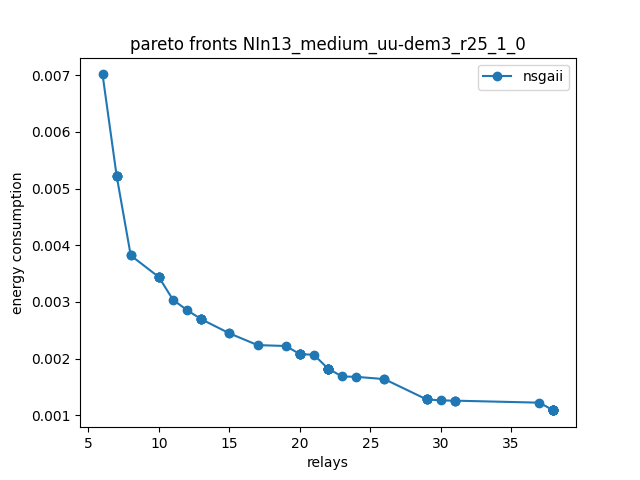 pareto fronts NIn13_medium_uu-dem3_r25_1_0
nsgaii
0.007
0.006
0.005
0.004
0.003
0.002
0.001
energy consumption
5 10 15 20 25 30 35
relays